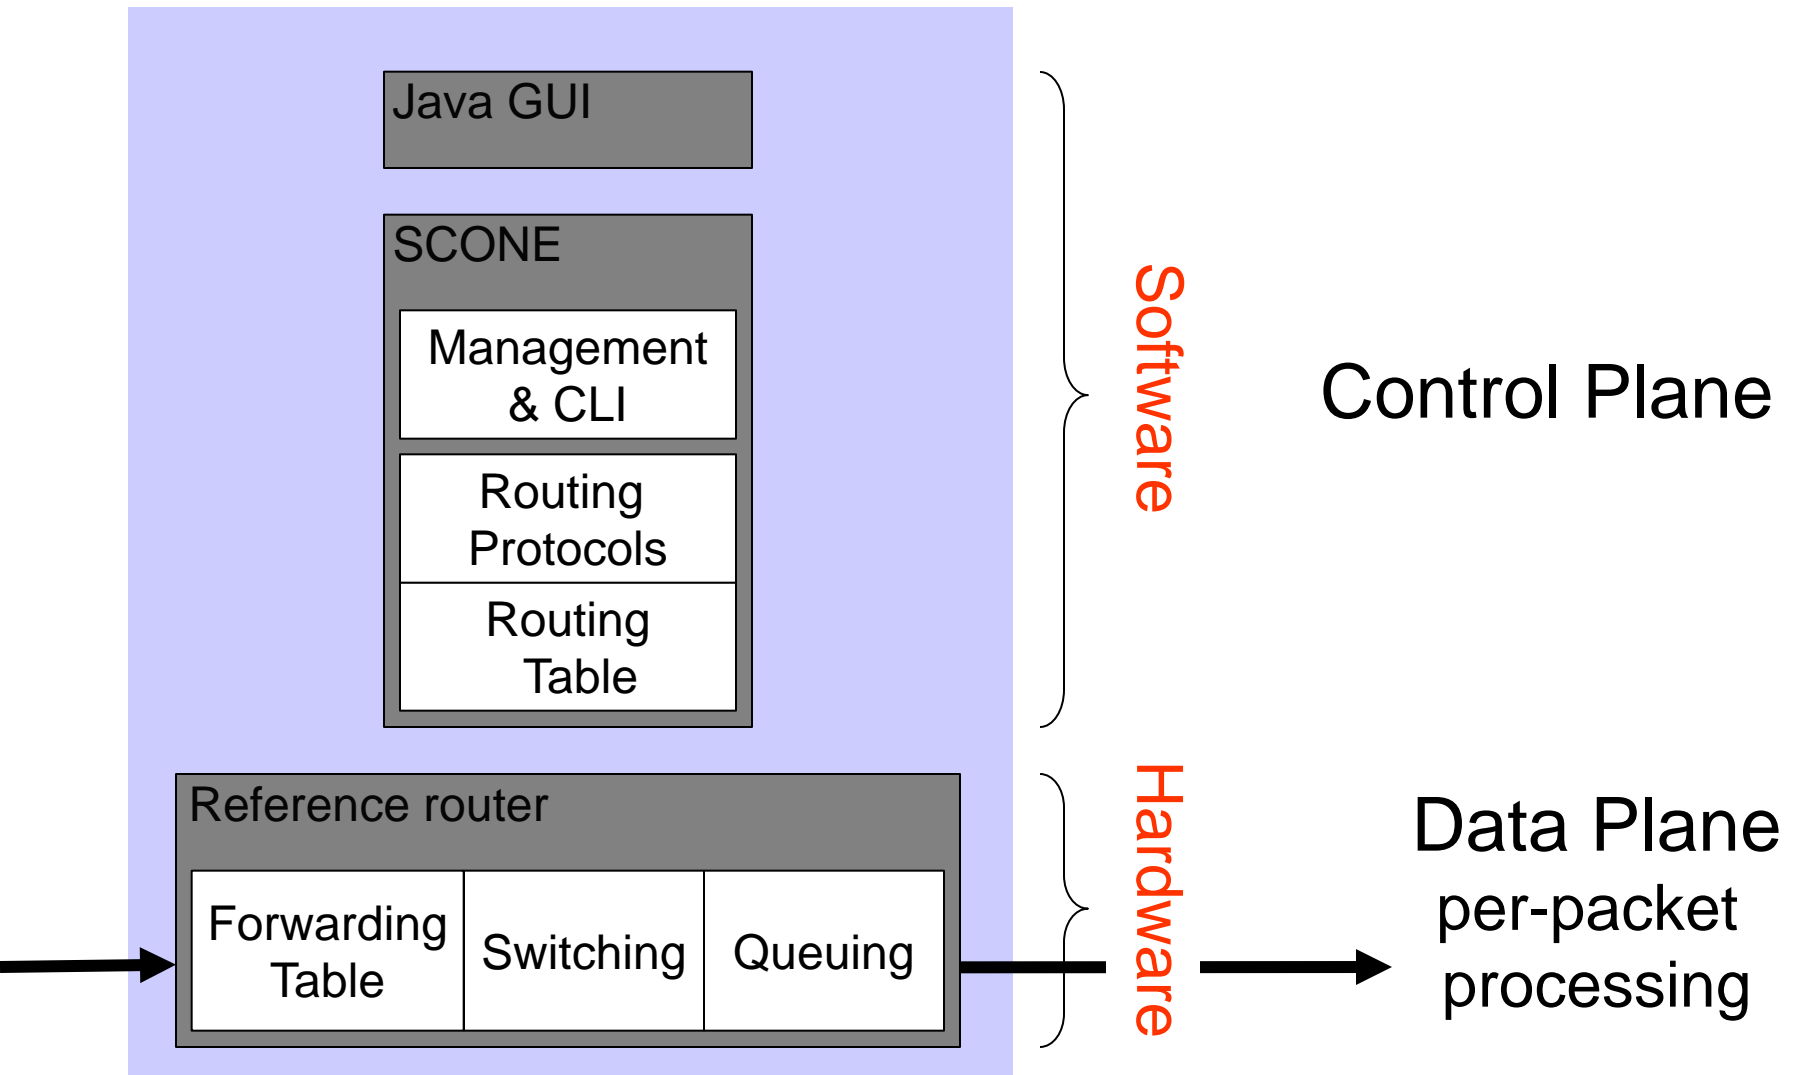 Java GUI
SCONE
Management
& CLI
Routing
Protocols
Routing
Table
Software
Control Plane
Reference router
Forwarding
Table
Switching
Queuing
Hardware
Data Plane
per-packet
processing